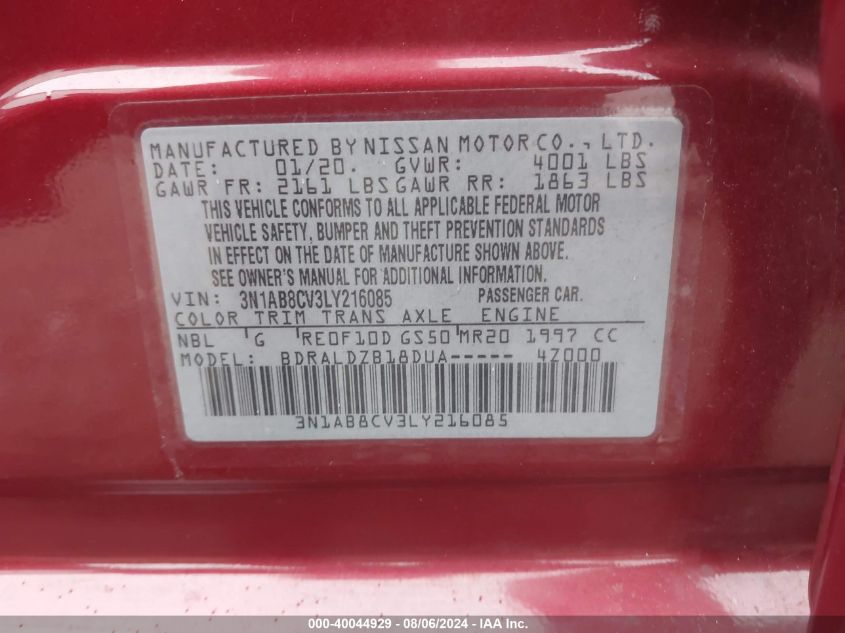 MANUFACTURED BY NISSAN MOTOR CO., LTD.
DATE: 01/20. GVWR: 4001 LBS
GAWR FR: 2161 LBS GAWR RR: 1863 LBS
THIS VEHICLE CONFORMS TO ALL APPLICABLE FEDERAL MOTOR
VEHICLE SAFETY, BUMPER AND THEFT PREVENTION STANDARDS
IN EFFECT ON THE DATE OF MANUFACTURE SHOWN ABOVE.
SEE OWNER'S MANUAL FOR ADDITIONAL INFORMATION.
VIN: 3N1AB8CV3LY216085 PASSENGER CAR.
COLOR TRIM TRANS AXLE ENGINE
NBL G RE0F10D GS50 MR20 1997 CC
MODEL: BDRALDZB18DUA----- 4Z000
3N1AB8CV3LY216085
000-40044929 - 08/06/2024 - IAAI.com